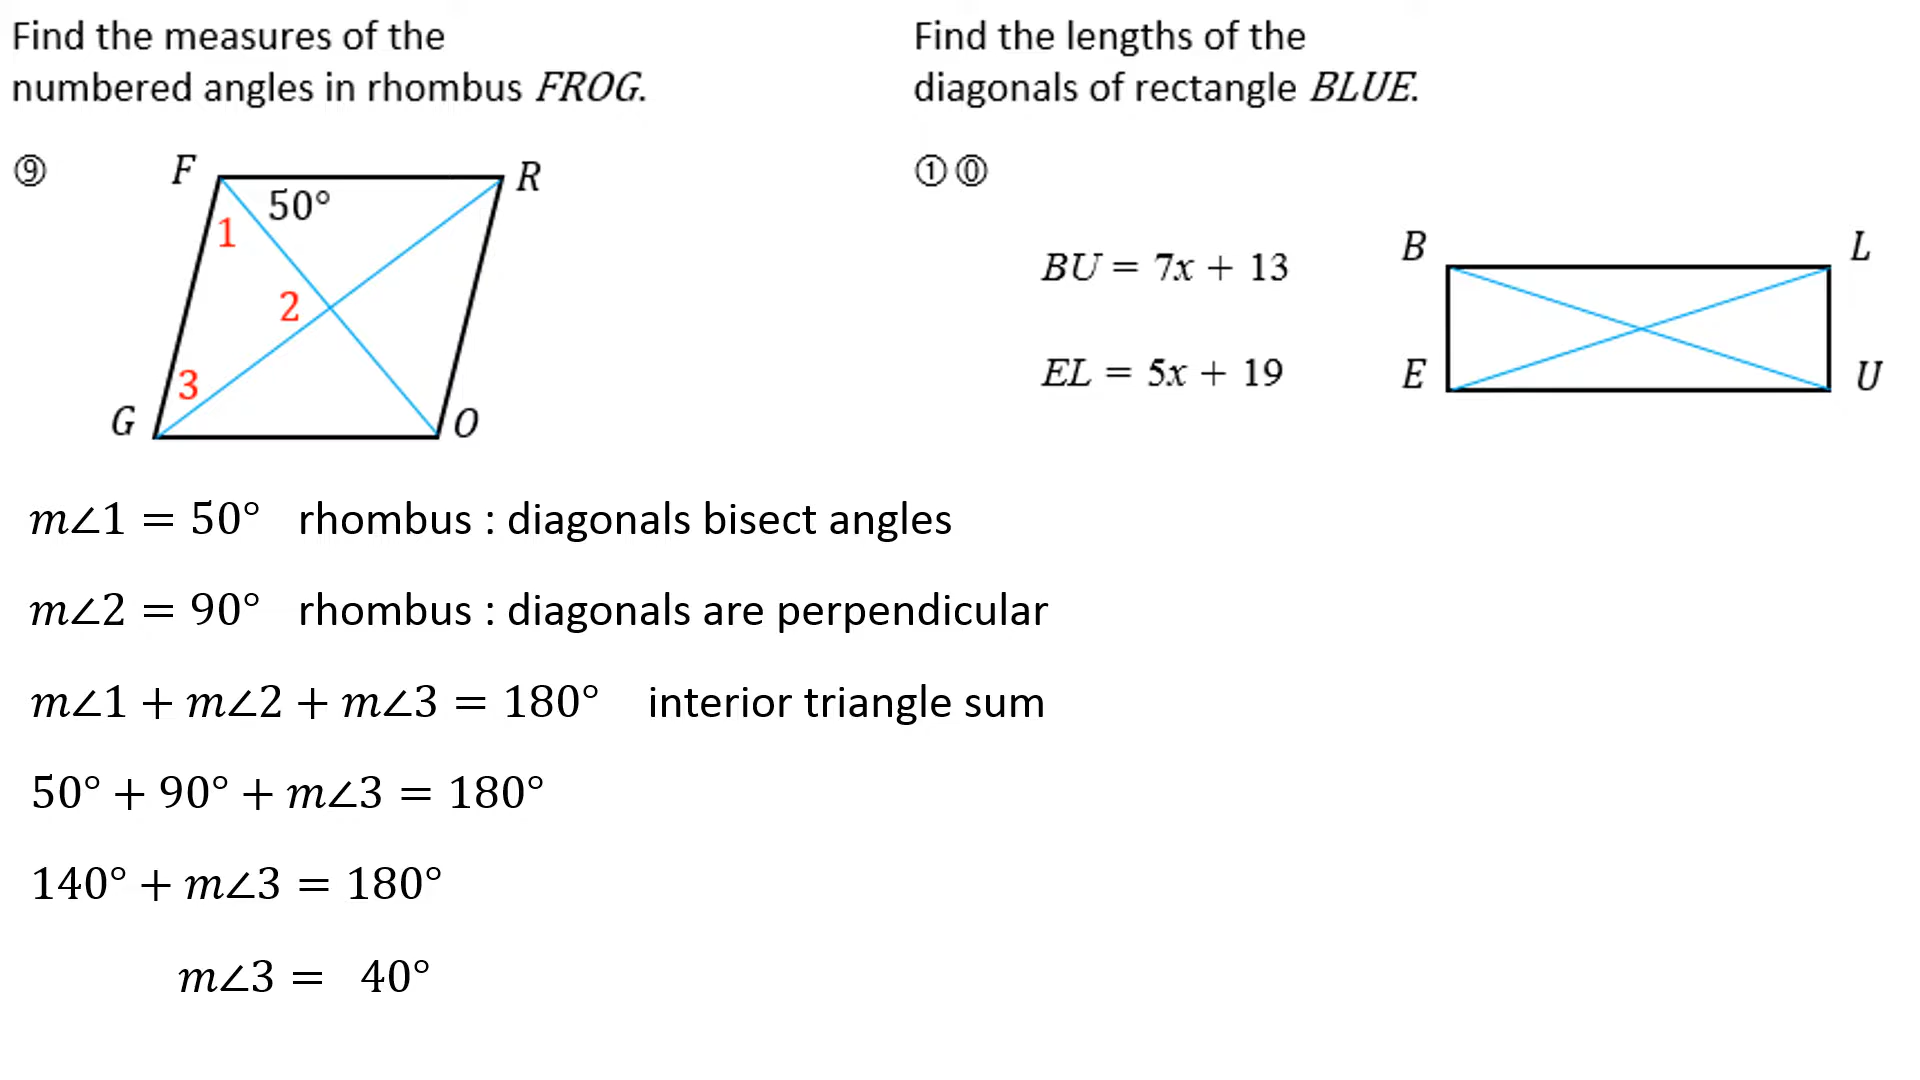 Find the measures of the
numbered angles in rhombus FROG.
⑨
F
R
50°
1
2
3
G
O
m∠1 = 50° rhombus : diagonals bisect angles
m∠2 = 90° rhombus : diagonals are perpendicular
m∠1 + m∠2 + m∠3 = 180° interior triangle sum
50° + 90° + m∠3 = 180°
140° + m∠3 = 180°
m∠3 = 40°
Find the lengths of the
diagonals of rectangle BLUE.
①⓪
BU = 7x + 13
EL = 5x + 19
B
L
E
U